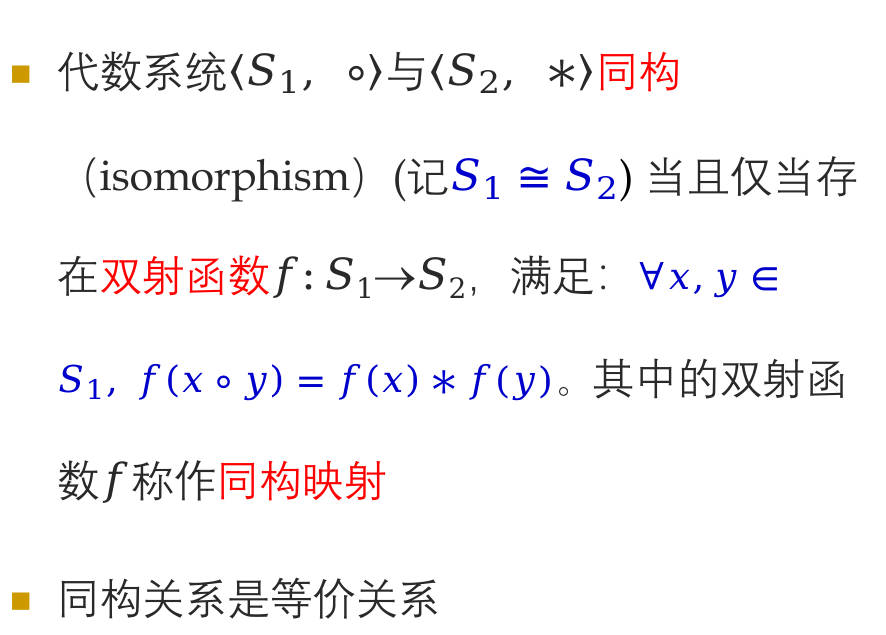 ■ 代数系统⟨S₁, ∘⟩与⟨S₂, ∗⟩同构
（isomorphism）(记S₁ ≅ S₂) 当且仅当存
在双射函数f: S₁→S₂, 满足: ∀x, y ∈
S₁, f(x ∘ y) = f(x) ∗ f(y)。其中的双射函
数f称作同构映射
■ 同构关系是等价关系